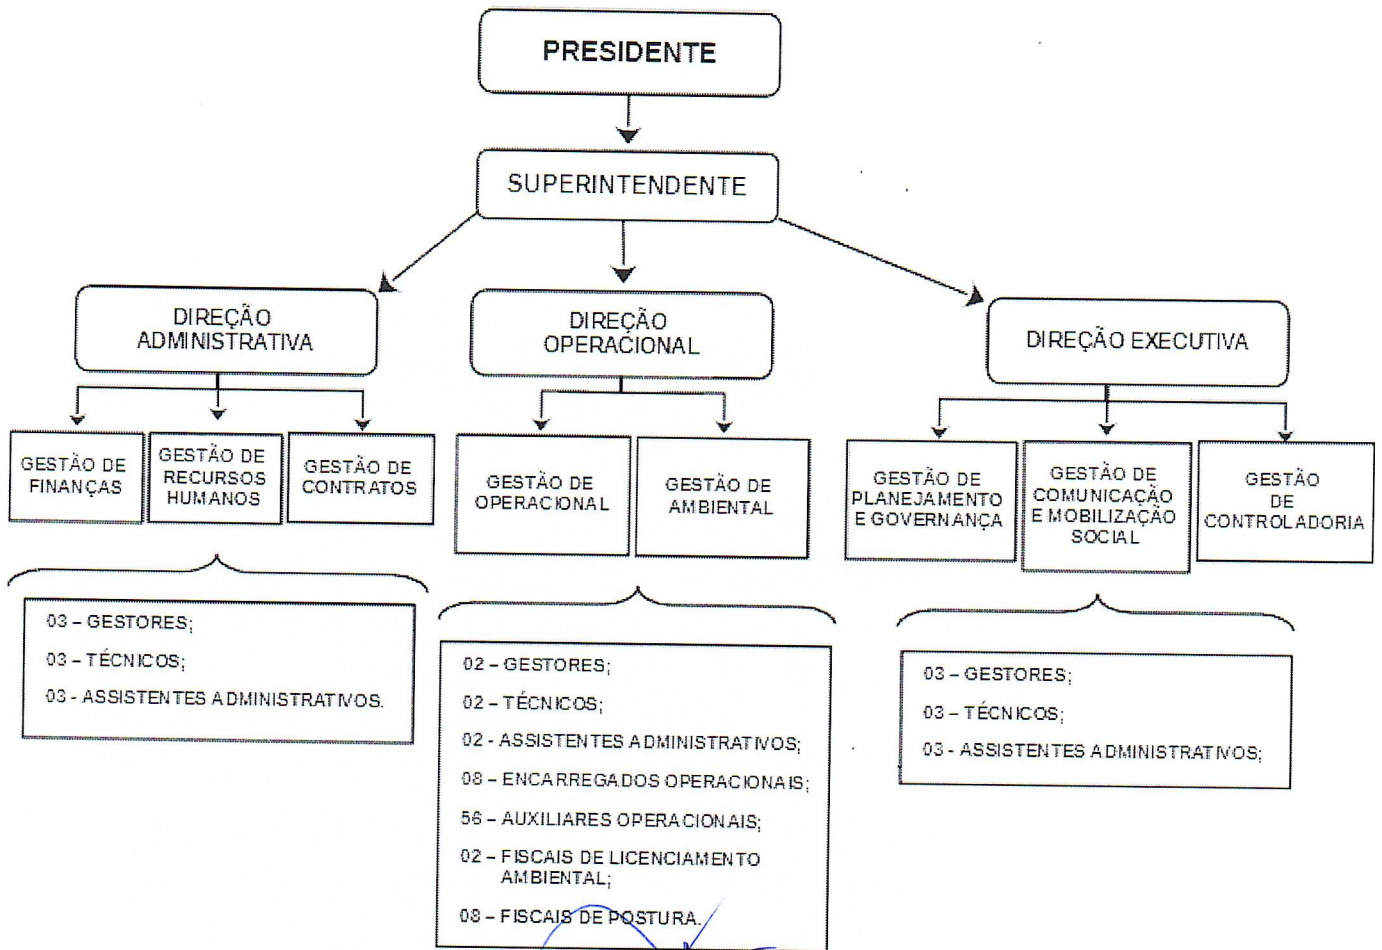 PRESIDENTE
SUPERINTENDENTE
DIREÇÃO
ADMINISTRATIVA
DIREÇÃO
OPERACIONAL
DIREÇÃO EXECUTIVA
GESTÃO DE
FINANÇAS
GESTÃO DE
RECURSOS
HUMANOS
GESTÃO DE
CONTRATOS
GESTÃO DE
OPERACIONAL
GESTÃO DE
AMBIENTAL
GESTÃO DE
PLANEJAMENTO
E GOVERNANÇA
GESTÃO DE
COMUNICAÇÃO
E MOBILIZAÇÃO
SOCIAL
GESTÃO
DE
CONTROLADORIA
03 – GESTORES;
03 – TÉCNICOS;
03 - ASSISTENTES ADMINISTRATIVOS.
02 – GESTORES;
02 – TÉCNICOS;
02 - ASSISTENTES ADMINISTRATIVOS;
08 – ENCARREGADOS OPERACIONAIS;
56 – AUXILIARES OPERACIONAIS;
02 – FISCAIS DE LICENCIAMENTO
AMBIENTAL;
08 – FISCAIS DE POSTURA.
03 – GESTORES;
03 – TÉCNICOS;
03 - ASSISTENTES ADMINISTRATIVOS;